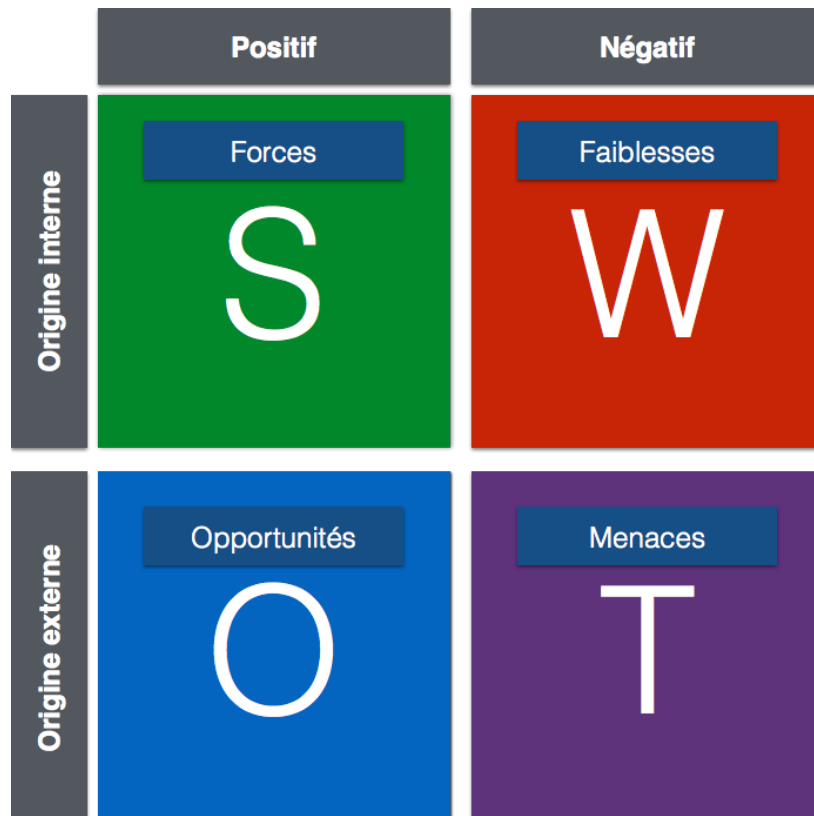 Positif
Négatif
Origine interne
Forces
S
Faiblesses
W
Origine externe
Opportunités
O
Menaces
T